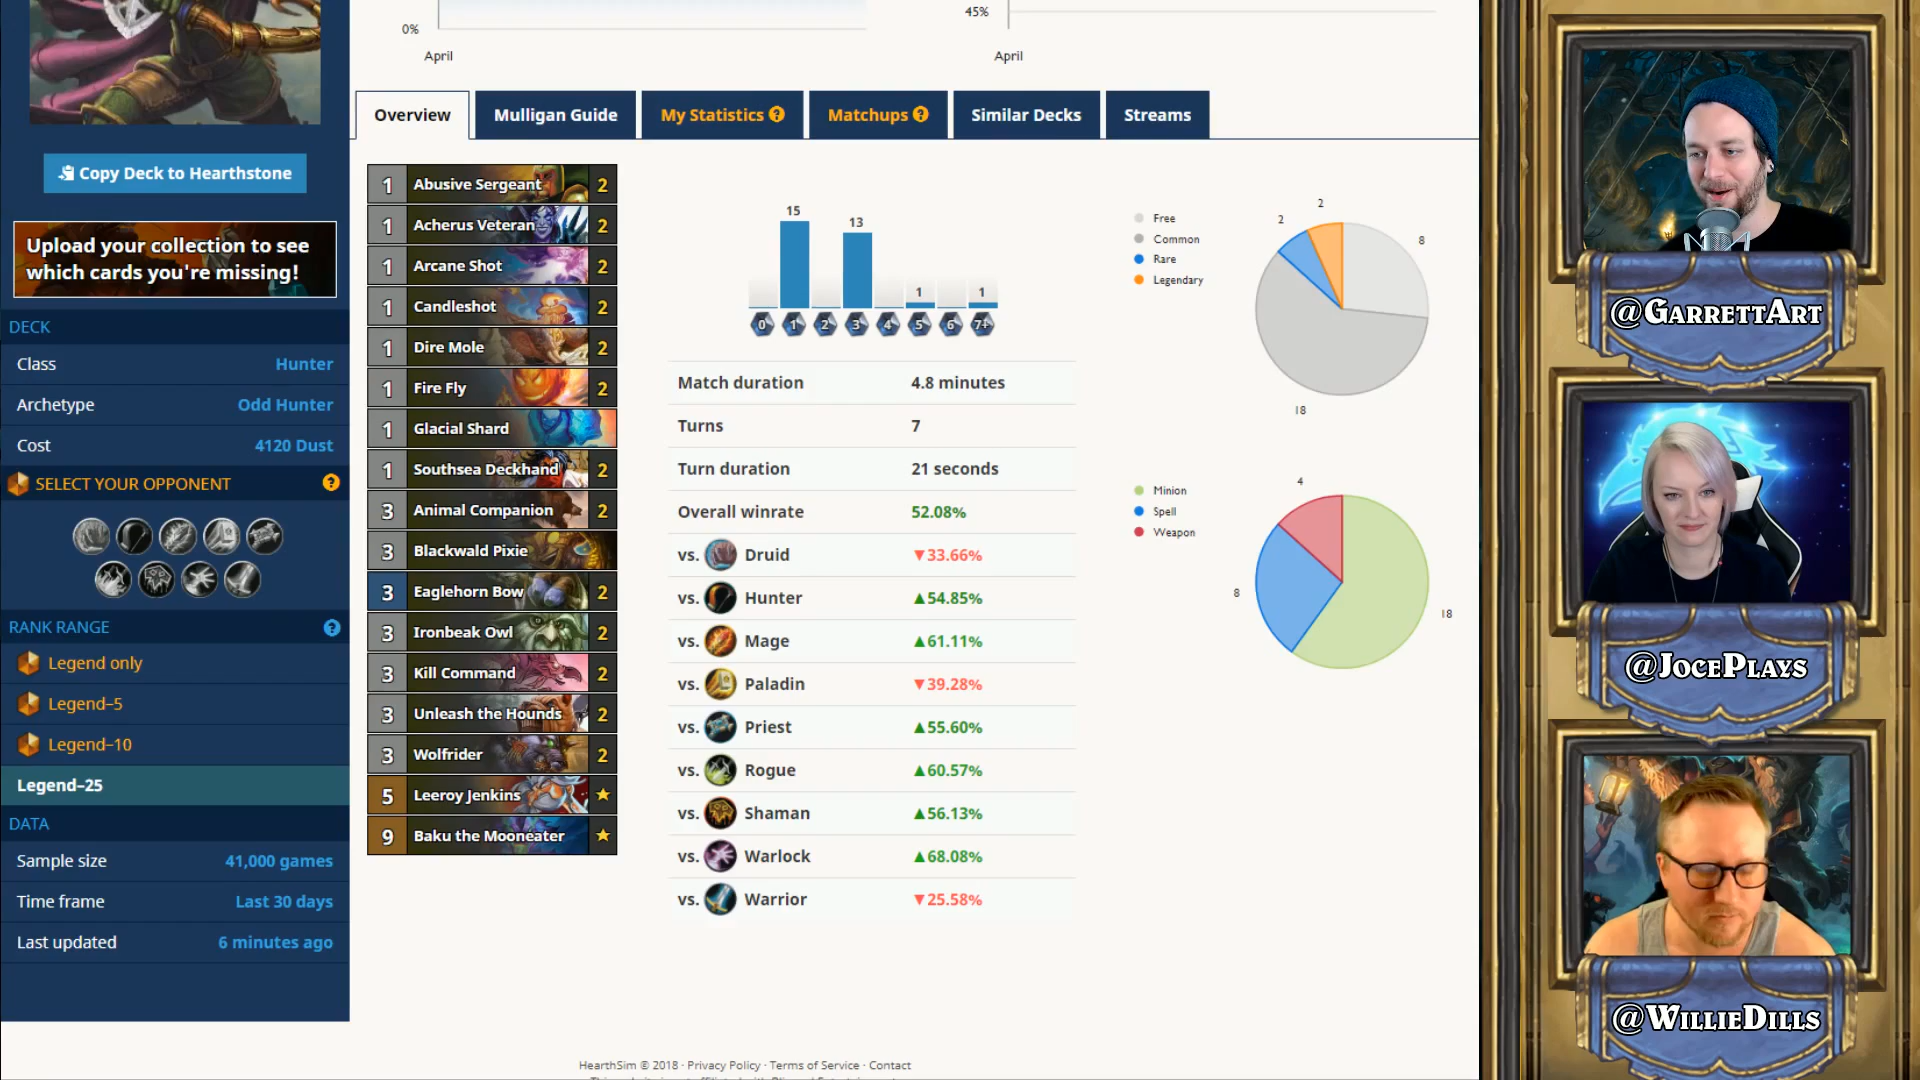 0%
April
45%
April
Overview
Mulligan Guide
My Statistics ?
Matchups ?
Similar Decks
Streams
Copy Deck to Hearthstone
Upload your collection to see
which cards you're missing!
DECK
Class Hunter
Archetype Odd Hunter
Cost 4120 Dust
SELECT YOUR OPPONENT ?
RANK RANGE ?
Legend only
Legend–5
Legend–10
Legend–25
DATA
Sample size 41,000 games
Time frame Last 30 days
Last updated 6 minutes ago
1 Abusive Sergeant 2
1 Acherus Veteran 2
1 Arcane Shot 2
1 Candleshot 2
1 Dire Mole 2
1 Fire Fly 2
1 Glacial Shard
1 Southsea Deckhand 2
3 Animal Companion 2
3 Blackwald Pixie
3 Eaglehorn Bow 2
3 Ironbeak Owl 2
3 Kill Command 2
3 Unleash the Hounds 2
3 Wolfrider 2
5 Leeroy Jenkins ★
9 Baku the Mooneater ★
15 13 1 1
0 1 2 3 4 5 6 7+
Match duration 4.8 minutes
Turns 7
Turn duration 21 seconds
Overall winrate 52.08%
vs. Druid ▼33.66%
vs. Hunter ▲54.85%
vs. Mage ▲61.11%
vs. Paladin ▼39.28%
vs. Priest ▲55.60%
vs. Rogue ▲60.57%
vs. Shaman ▲56.13%
vs. Warlock ▲68.08%
vs. Warrior ▼25.58%
Free
Common
Rare
Legendary
2
2
8
18
Minion
Spell
Weapon
4
8
18
HearthSim © 2018 · Privacy Policy · Terms of Service · Contact
@GarrettArt
@JocePlays
@WillieDills